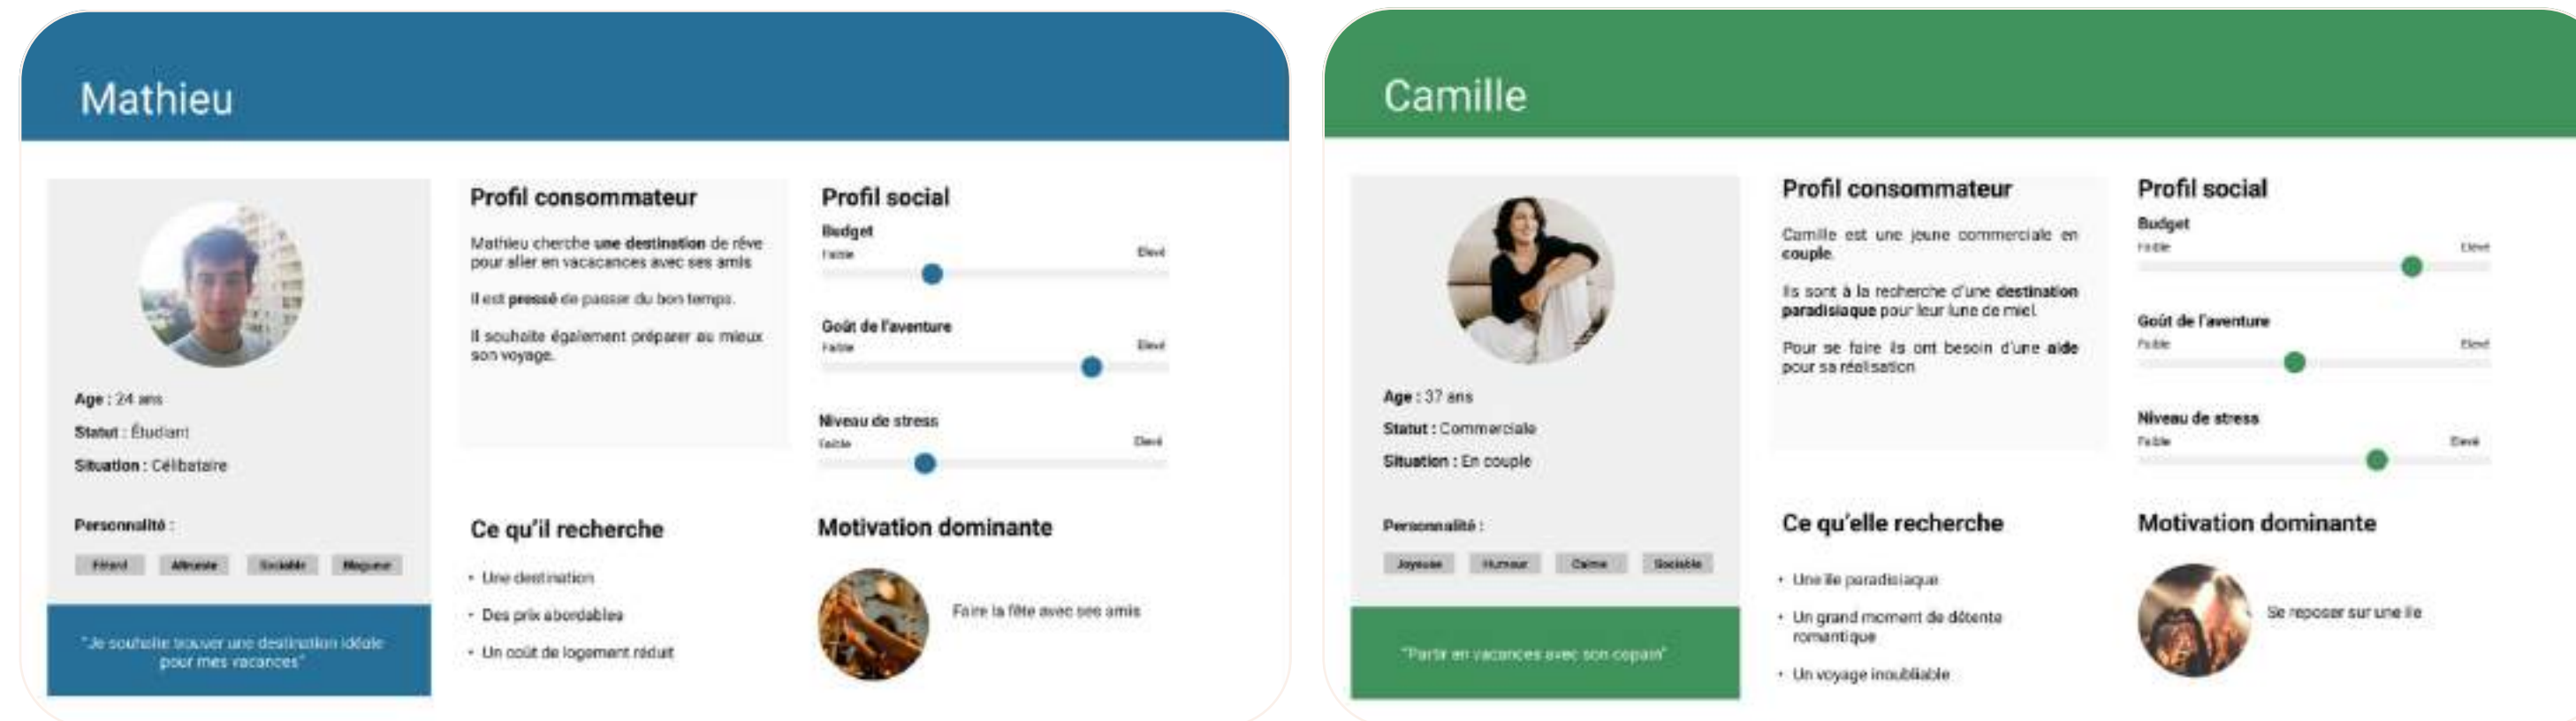 Mathieu
Age : 24 ans
Statut : Étudiant
Situation : Célibataire
Personnalité :
Fêtard Altruiste Sociable Blagueur
"Je souhaite trouver une destination idéale
pour mes vacances"
Profil consommateur
Mathieu cherche une destination de rêve
pour aller en vacacances avec ses amis
Il est pressé de passer du bon temps.
Il souhaite également préparer au mieux
son voyage.
Ce qu'il recherche
• Une destination
• Des prix abordables
• Un coût de logement réduit
Profil social
Budget
Faible Elevé
Goût de l'aventure
Faible Elevé
Niveau de stress
Faible Elevé
Motivation dominante
Faire la fête avec ses amis
Camille
Age : 37 ans
Statut : Commerciale
Situation : En couple
Personnalité :
Joyeuse Humour Calme Sociable
"Partir en vacances avec son copain"
Profil consommateur
Camille est une jeune commerciale en
couple.
Ils sont à la recherche d'une destination
paradisiaque pour leur lune de miel.
Pour se faire ils ont besoin d'une aide
pour sa réalisation
Ce qu'elle recherche
• Une île paradisiaque
• Un grand moment de détente
romantique
• Un voyage inoubliable
Profil social
Budget
Faible Elevé
Goût de l'aventure
Faible Elevé
Niveau de stress
Faible Elevé
Motivation dominante
Se reposer sur une île